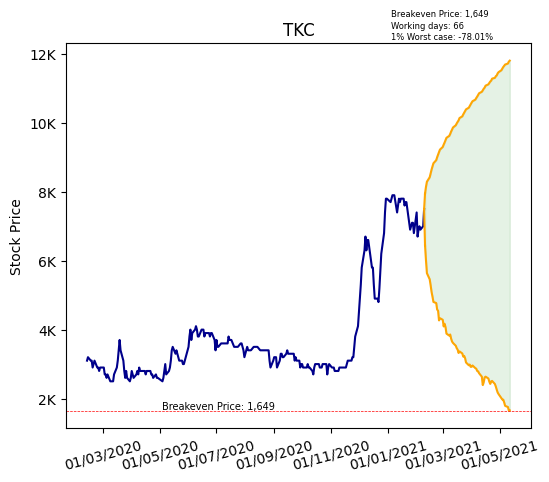 Breakeven Price: 1,649
Working days: 66
1% Worst case: -78.01%
TKC
12K
10K
8K
6K
4K
2K
Stock Price
Breakeven Price: 1,649
01/03/2020
01/05/2020
01/07/2020
01/09/2020
01/11/2020
01/01/2021
01/03/2021
01/05/2021